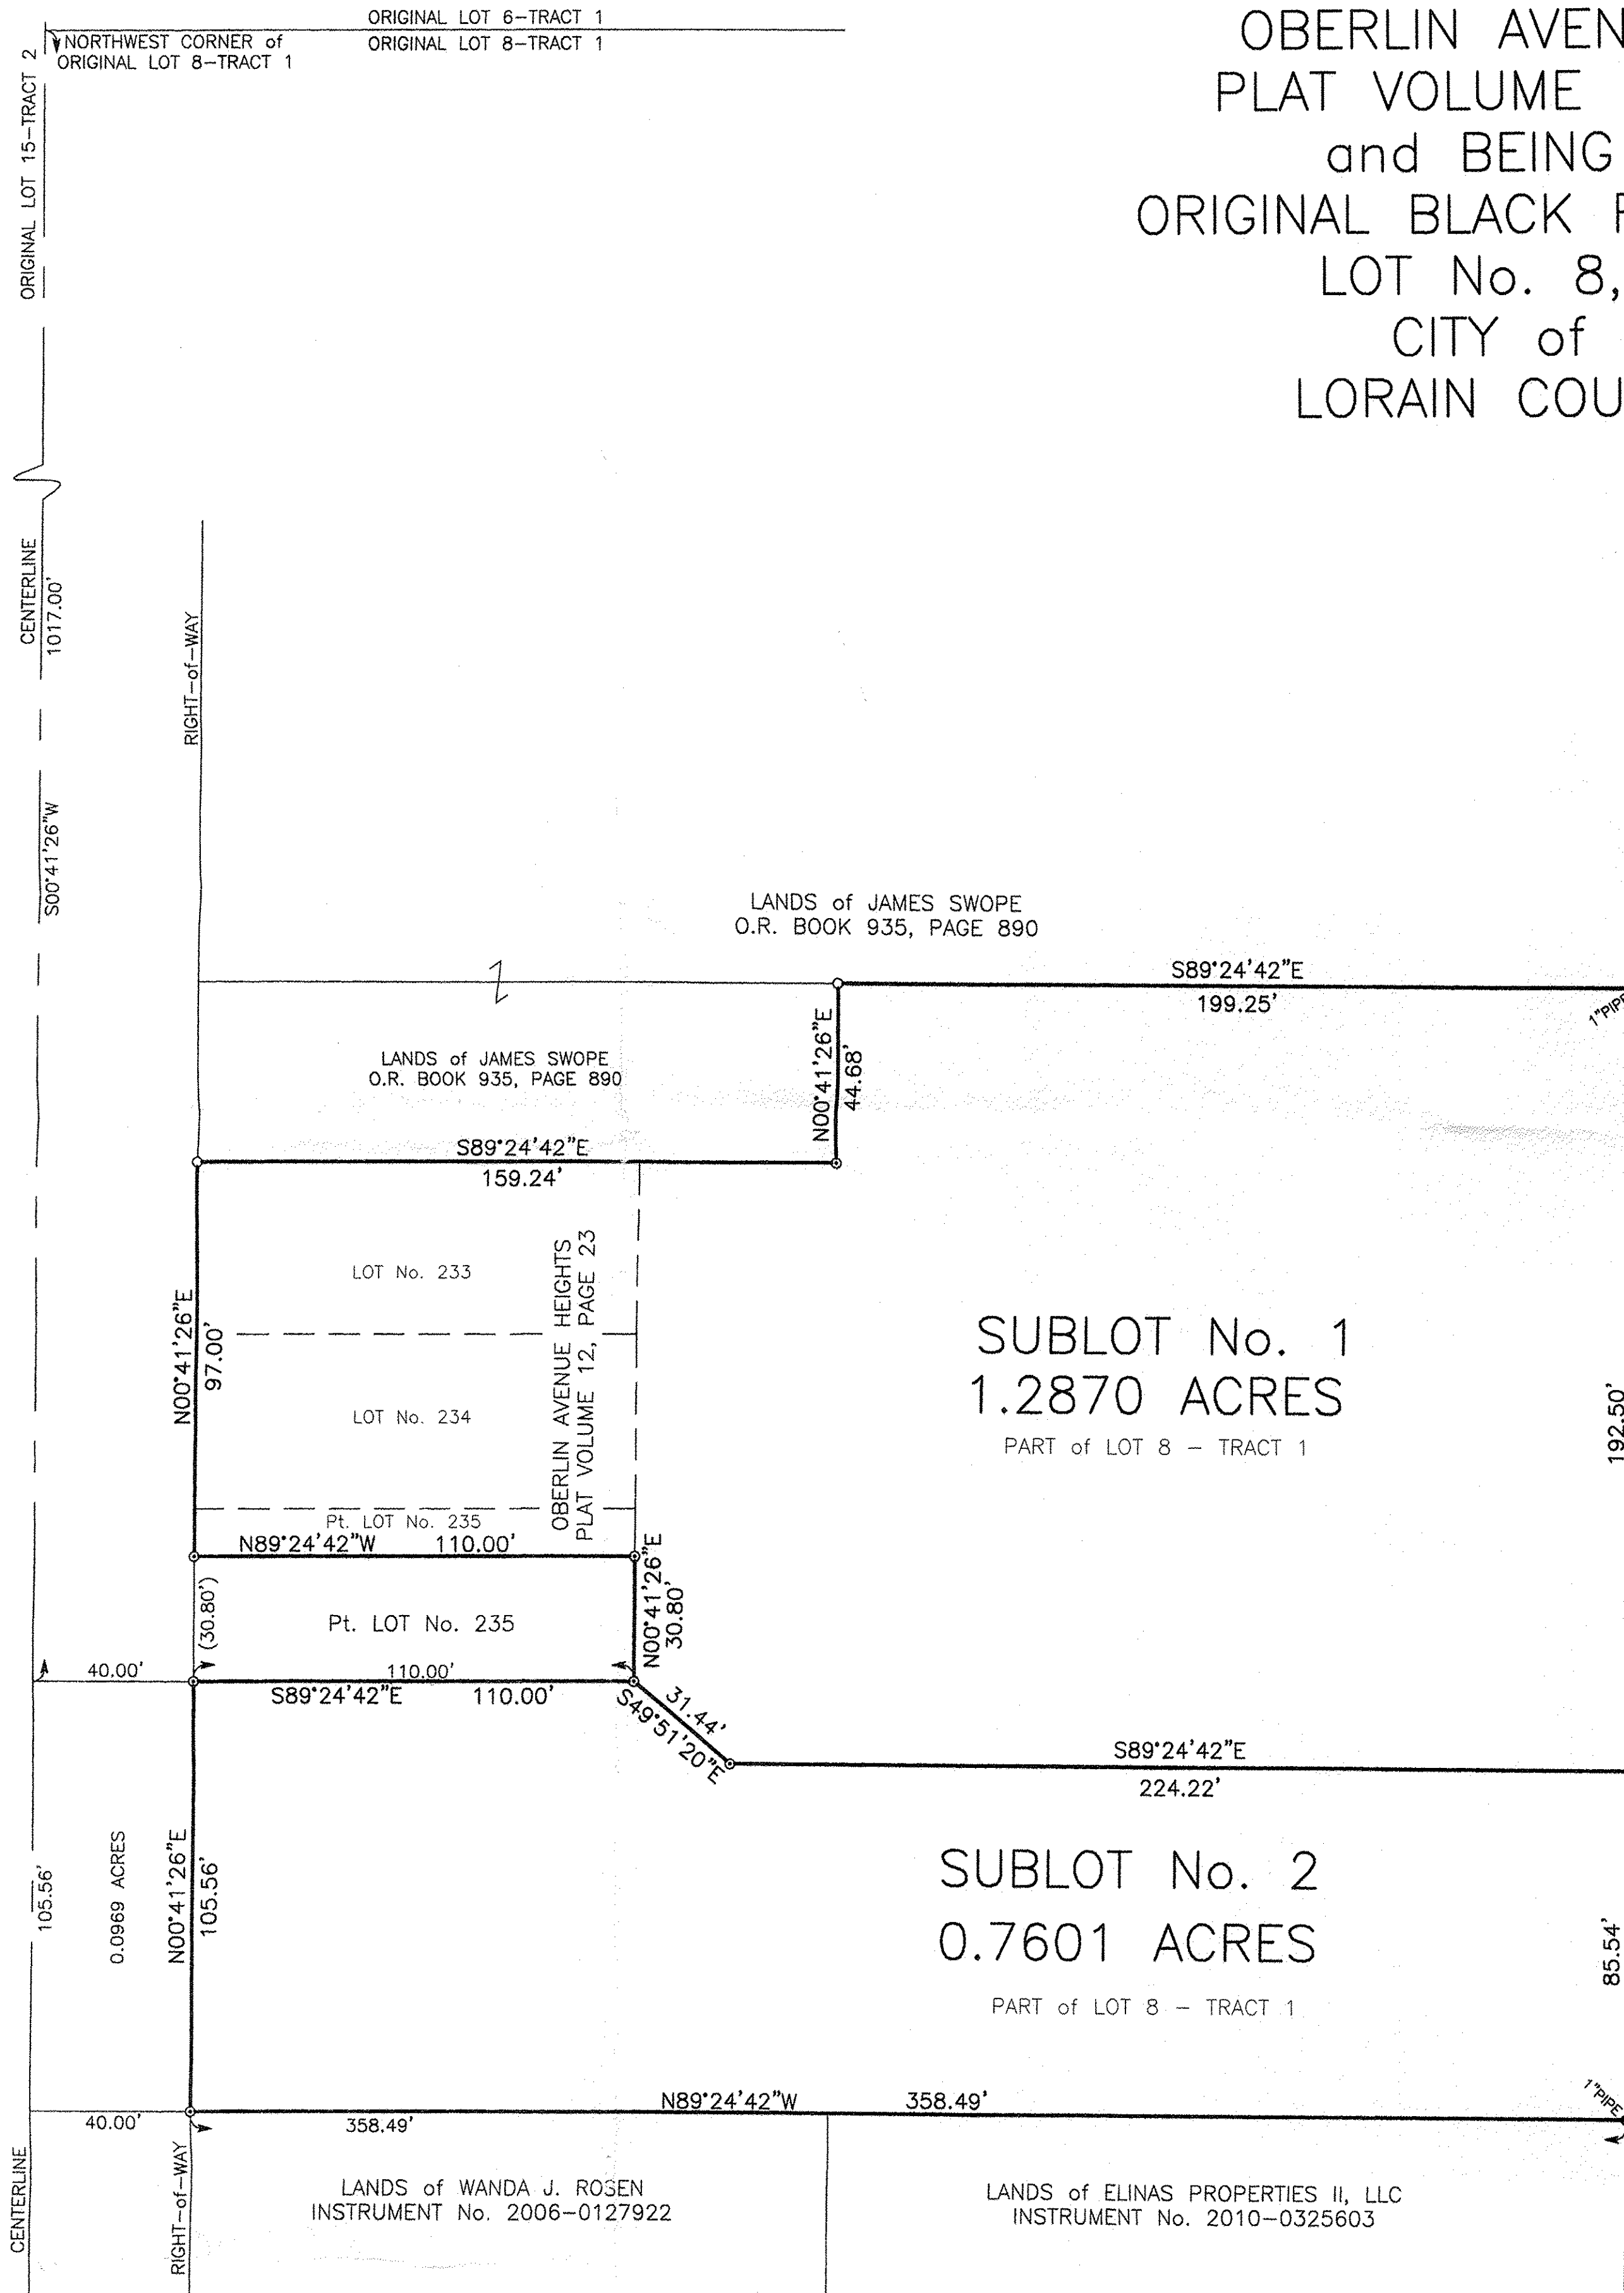 ORIGINAL LOT 6-TRACT 1
ORIGINAL LOT 8-TRACT 1
NORTHWEST CORNER of
ORIGINAL LOT 8-TRACT 1
ORIGINAL LOT 15-TRACT 2
OBERLIN AVEN
PLAT VOLUME
and BEING
ORIGINAL BLACK
LOT No. 8,
CITY of
LORAIN COU
CENTERLINE
1017.00'
RIGHT-of-WAY
S00°41'26"W
LANDS of JAMES SWOPE
O.R. BOOK 935, PAGE 890
S89°24'42"E
199.25'
1"PIPE
N00°41'26"E
44.68'
LANDS of JAMES SWOPE
O.R. BOOK 935, PAGE 890
S89°24'42"E
159.24'
LOT No. 233
OBERLIN AVENUE HEIGHTS
PLAT VOLUME 12, PAGE 23
N00°41'26"E
97.00'
LOT No. 234
SUBLOT No. 1
1.2870 ACRES
PART of LOT 8 - TRACT 1
192.50'
Pt. LOT No. 235
N89°24'42"W 110.00'
(30.80')
Pt. LOT No. 235
N00°41'26"E
30.80'
40.00'
110.00'
S89°24'42"E 110.00'
31.44'
S49°51'20"E
S89°24'42"E
224.22'
105.56'
0.0969 ACRES
N00°41'26"E
105.56'
SUBLOT No. 2
0.7601 ACRES
PART of LOT 8 - TRACT 1
85.54'
N89°24'42"W 358.49'
1"PIPE
40.00'
358.49'
CENTERLINE
RIGHT-of-WAY
LANDS of WANDA J. ROSEN
INSTRUMENT No. 2006-0127922
LANDS of ELINAS PROPERTIES II, LLC
INSTRUMENT No. 2010-0325603